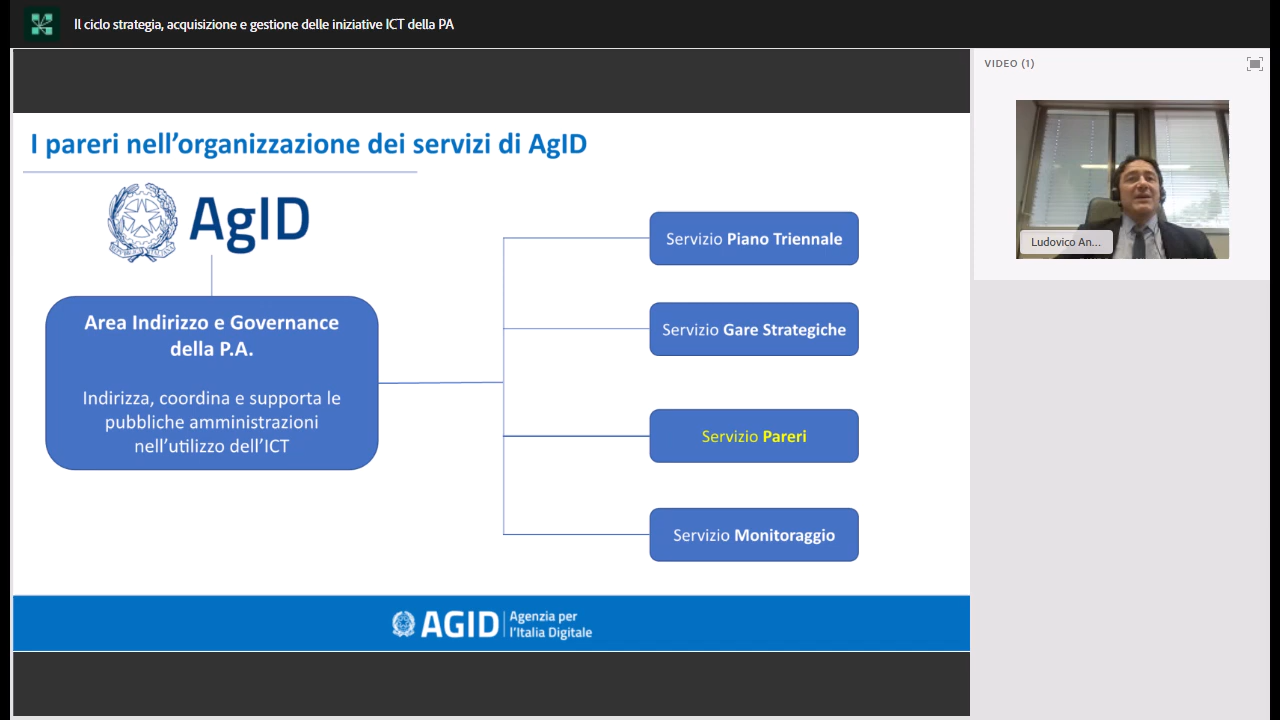 Il ciclo strategia, acquisizione e gestione delle iniziative ICT della PA
VIDEO (1)
Ludovico An...
I pareri nell'organizzazione dei servizi di AgID
AgID
Area Indirizzo e Governance
della P.A.
Indirizza, coordina e supporta le
pubbliche amministrazioni
nell'utilizzo dell'ICT
Servizio Piano Triennale
Servizio Gare Strategiche
Servizio Pareri
Servizio Monitoraggio
AGID
Agenzia per
l'Italia Digitale